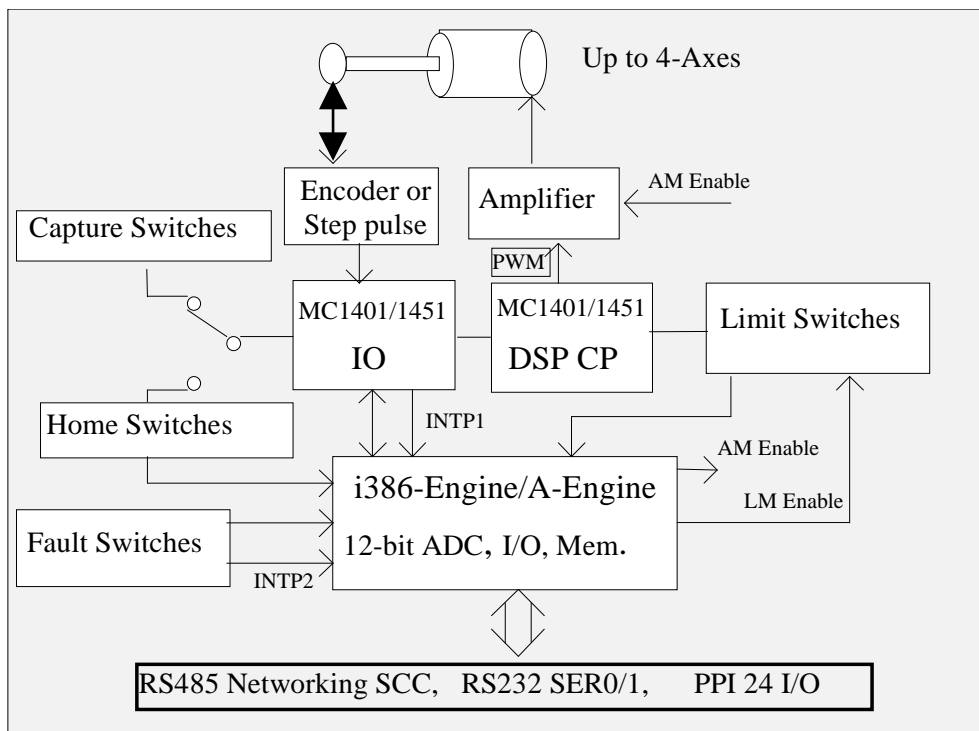 Up to 4-Axes
Encoder or
Step pulse
Amplifier
AM Enable
Capture Switches
PWM
MC1401/1451
IO
MC1401/1451
DSP CP
Limit Switches
Home Switches
INTP1
AM Enable
i386-Engine/A-Engine
12-bit ADC, I/O, Mem.
LM Enable
Fault Switches
INTP2
RS485 Networking SCC, RS232 SER0/1, PPI 24 I/O